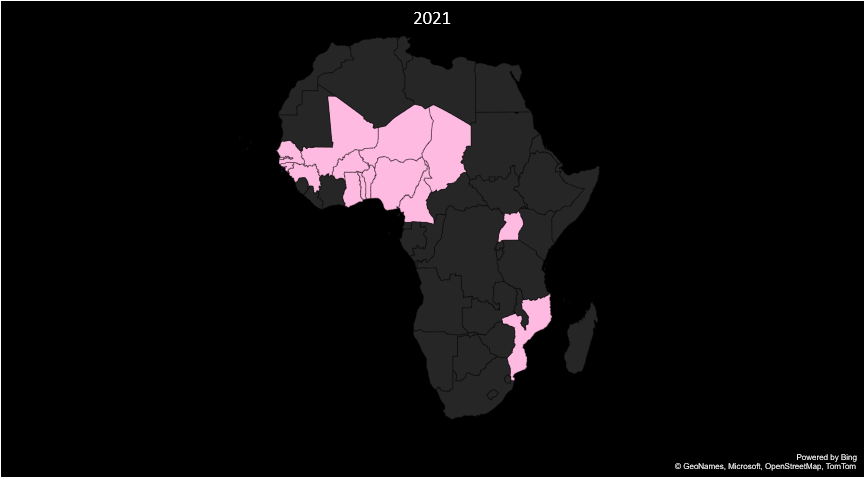 2021
Powered by Bing
© GeoNames, Microsoft, OpenStreetMap, TomTom